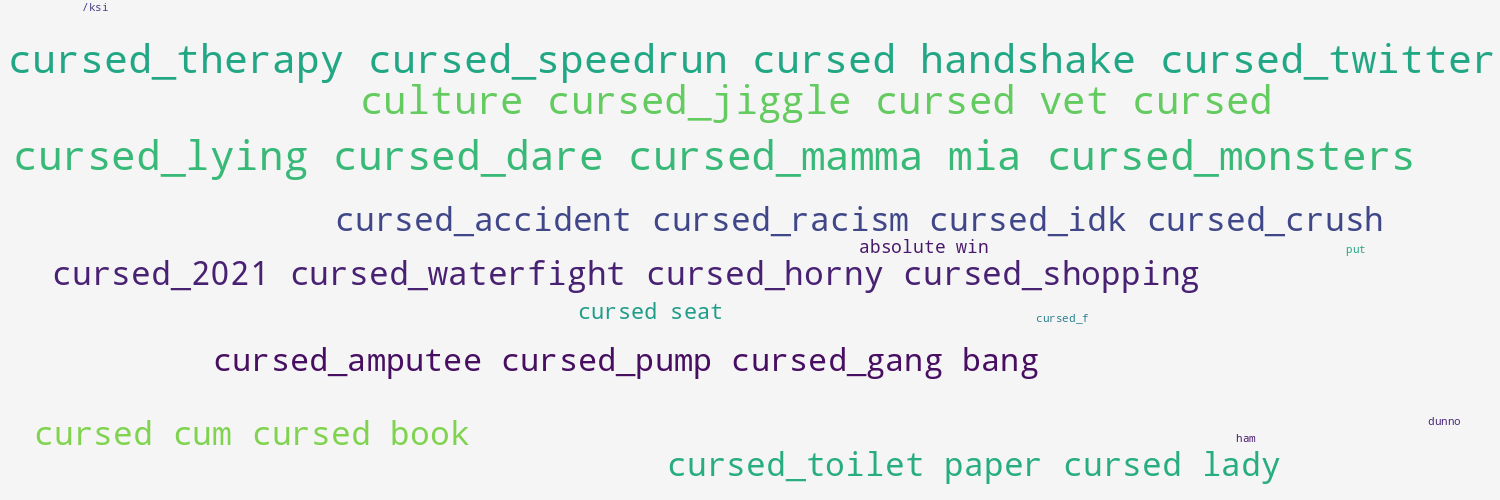 /ksi
cursed_therapy cursed_speedrun cursed handshake cursed_twitter
culture cursed_jiggle cursed vet cursed
cursed_lying cursed_dare cursed_mamma mia cursed_monsters
cursed_accident cursed_racism cursed_idk cursed_crush
absolute win
put
cursed_2021 cursed_waterfight cursed_horny cursed_shopping
cursed seat
cursed_f
cursed_amputee cursed_pump cursed_gang bang
dunno
cursed cum cursed book
ham
cursed_toilet paper cursed lady